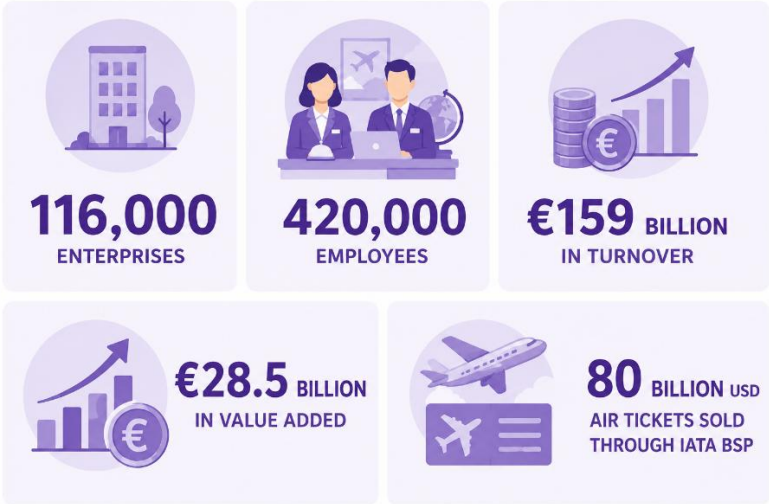 116,000
ENTERPRISES
420,000
EMPLOYEES
€159 BILLION
IN TURNOVER
€
€28.5 BILLION
IN VALUE ADDED
€
80 BILLION USD
AIR TICKETS SOLD
THROUGH IATA BSP